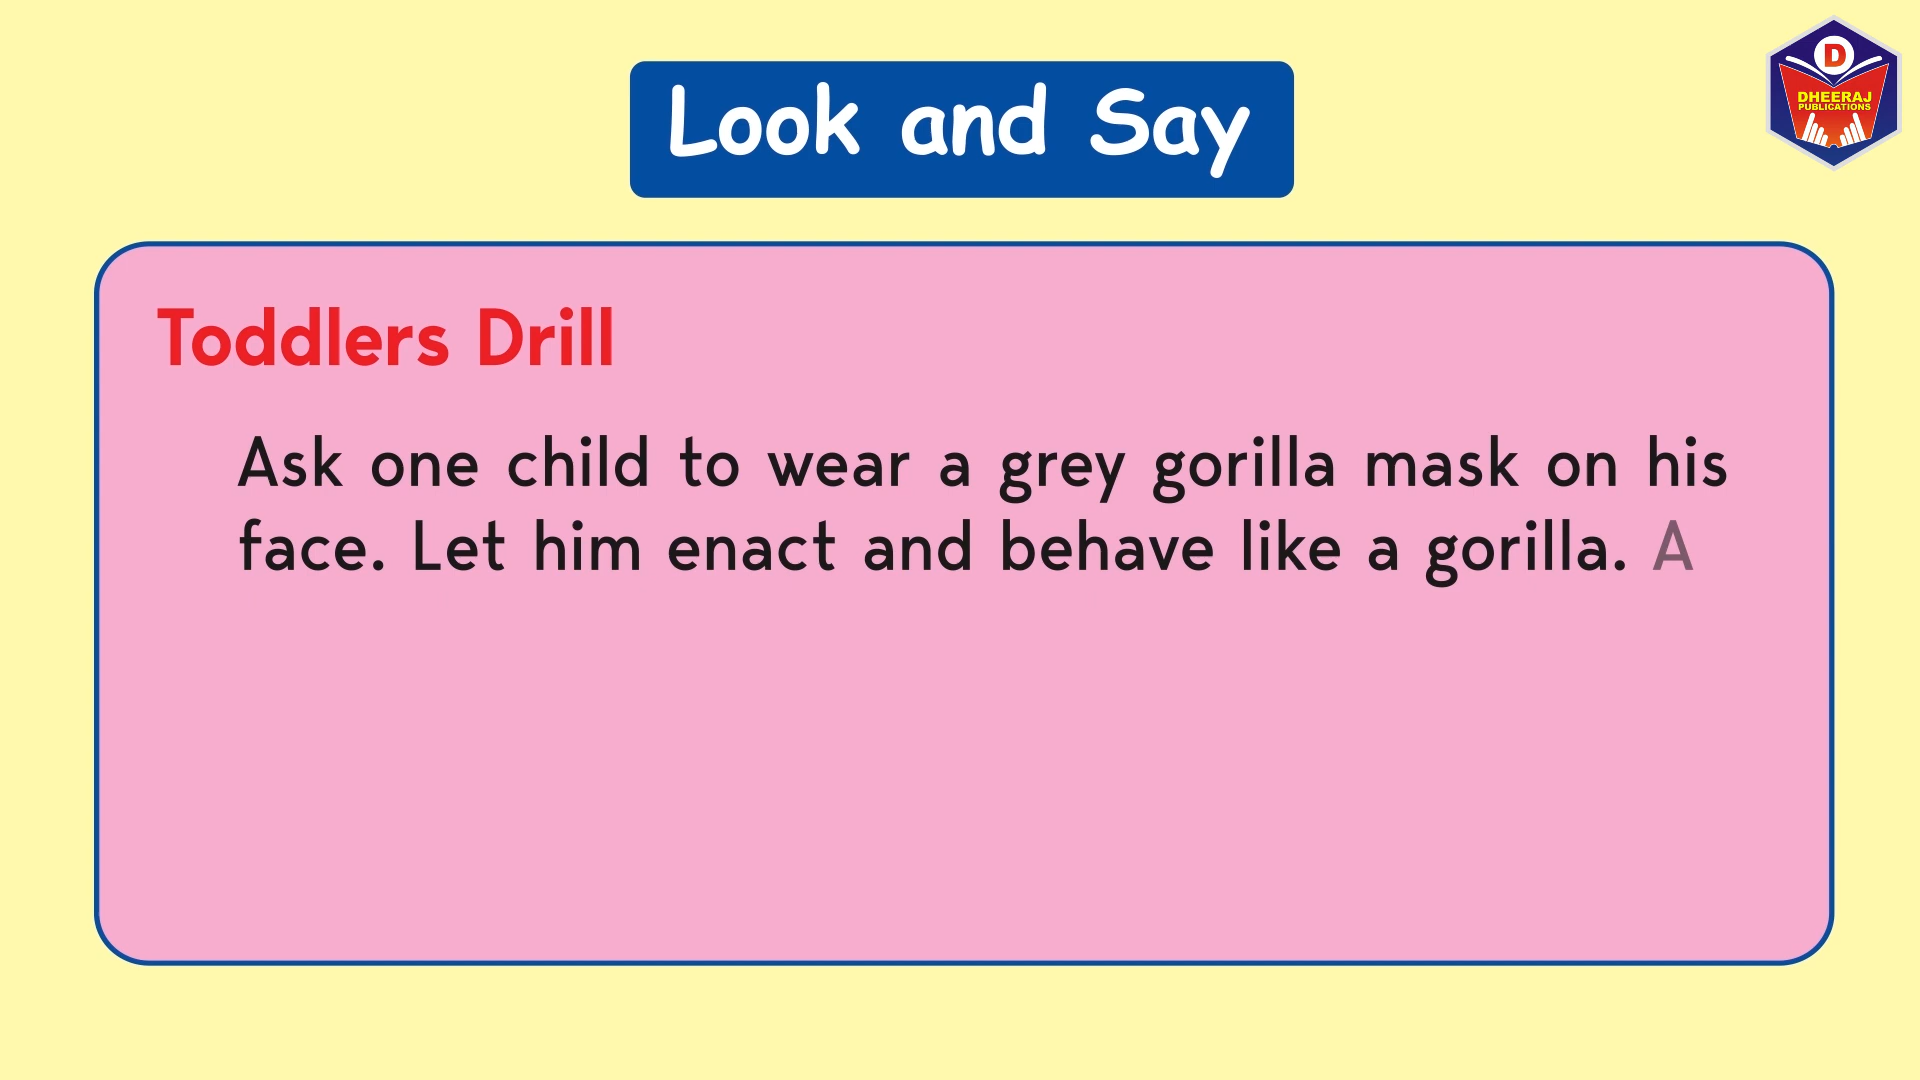 Look and Say
D
DHEERAJ
PUBLICATIONS
Toddlers Drill
Ask one child to wear a grey gorilla mask on his
face. Let him enact and behave like a gorilla. A